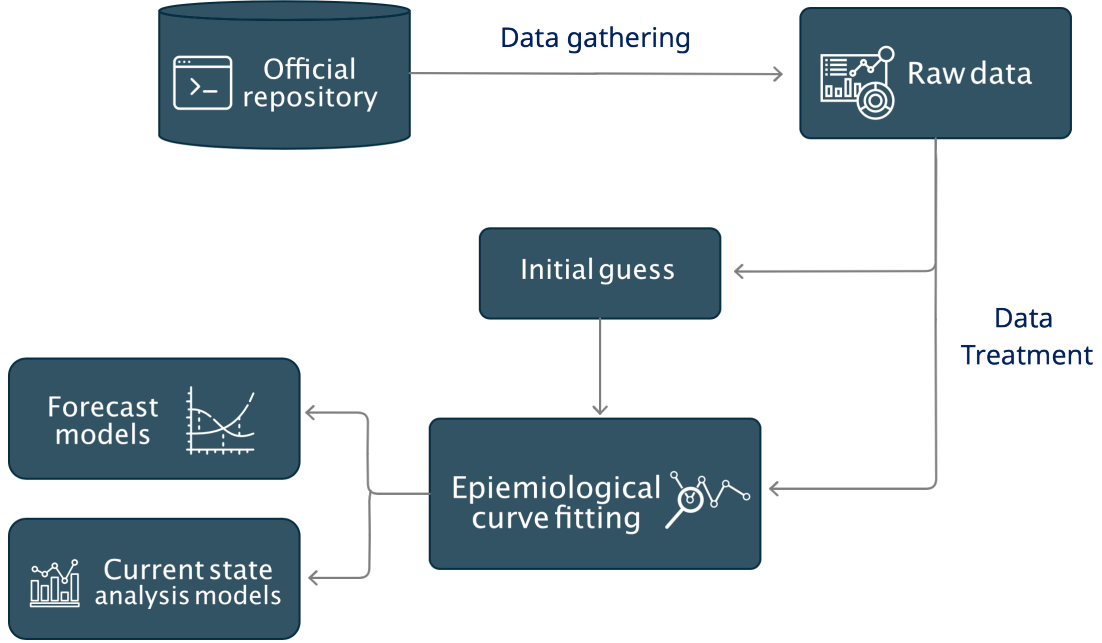 Official
repository
Data gathering
Raw data
Initial guess
Data
Treatment
Forecast
models
Epiemiological
curve fitting
Current state
analysis models